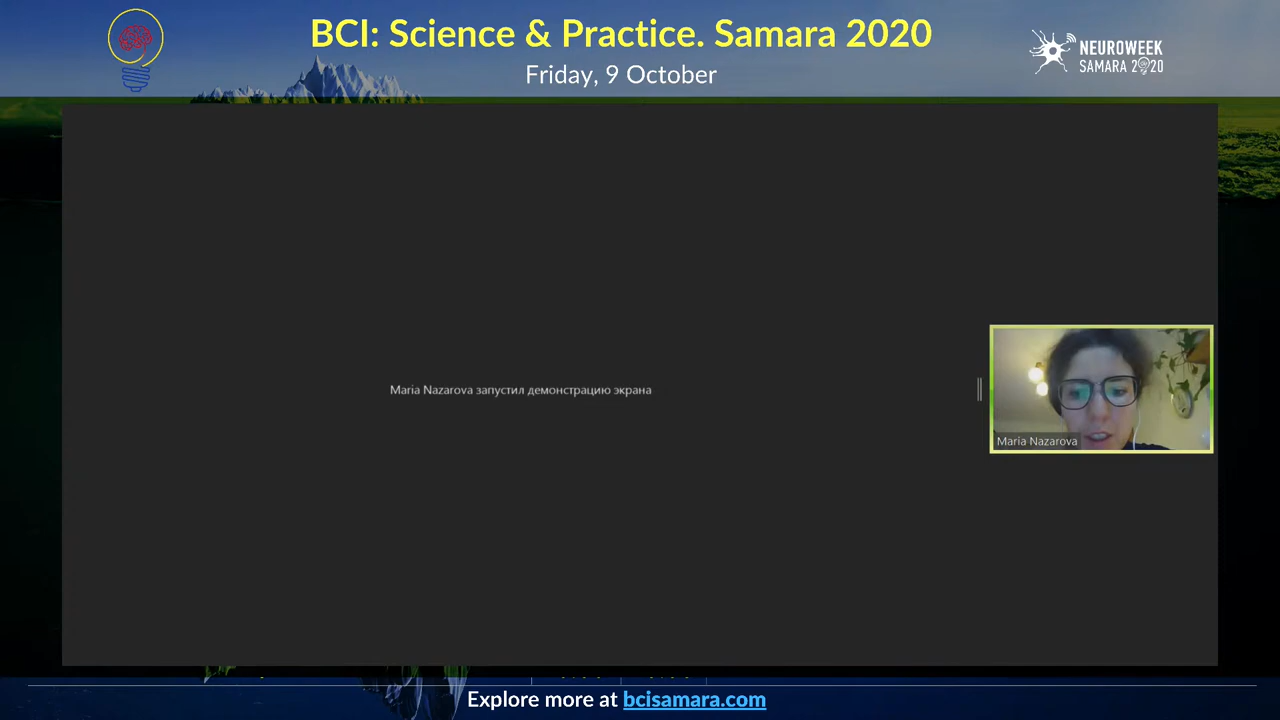 BCI: Science & Practice. Samara 2020
Friday, 9 October
NEUROWEEK
SAMARA 2020
Maria Nazarova запустил демонстрацию экрана
Maria Nazarova
Explore more at bcisamara.com